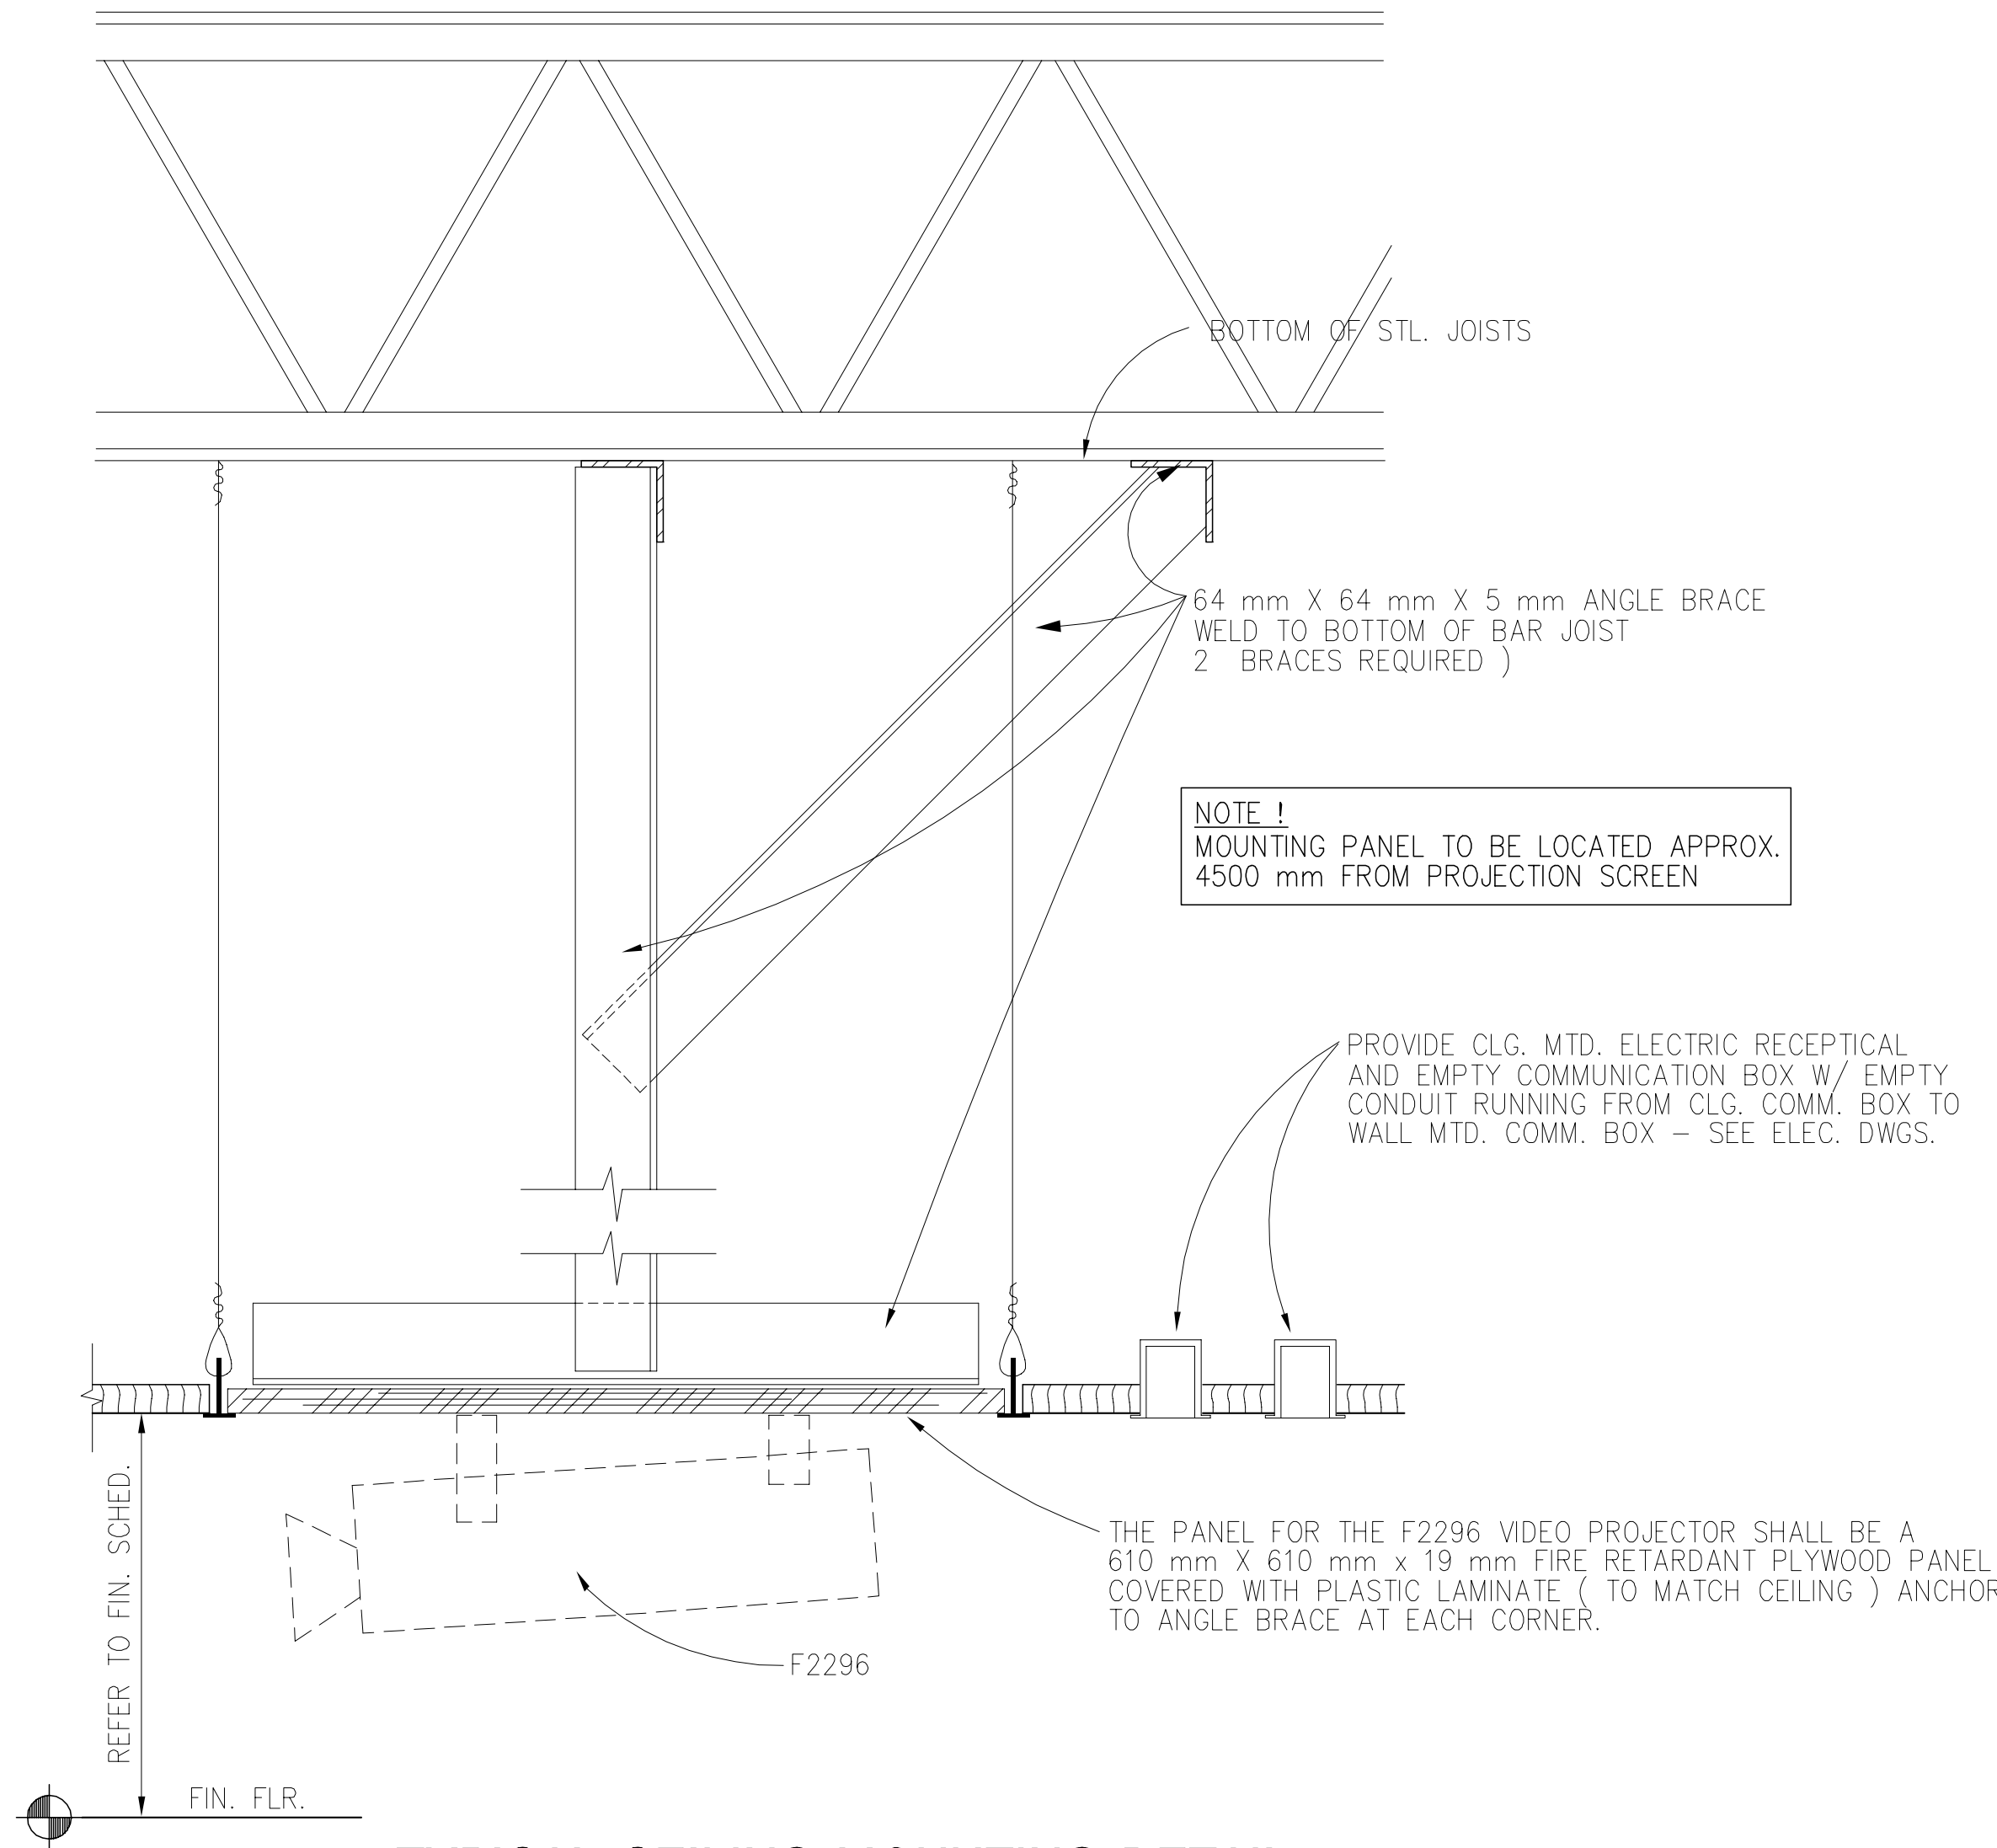 BOTTOM OF STL. JOISTS
64 mm X 64 mm X 5 mm ANGLE BRACE
WELD TO BOTTOM OF BAR JOIST
2 BRACES REQUIRED )
NOTE !
MOUNTING PANEL TO BE LOCATED APPROX.
4500 mm FROM PROJECTION SCREEN
PROVIDE CLG. MTD. ELECTRIC RECEPTICAL
AND EMPTY COMMUNICATION BOX W/ EMPTY
CONDUIT RUNNING FROM CLG. COMM. BOX TO
WALL MTD. COMM. BOX – SEE ELEC. DWGS.
THE PANEL FOR THE F2296 VIDEO PROJECTOR SHALL BE A
610 mm X 610 mm x 19 mm FIRE RETARDANT PLYWOOD PANEL
COVERED WITH PLASTIC LAMINATE ( TO MATCH CEILING ) ANCHOR
TO ANGLE BRACE AT EACH CORNER.
F2296
REFER TO FIN. SCHED.
FIN. FLR.